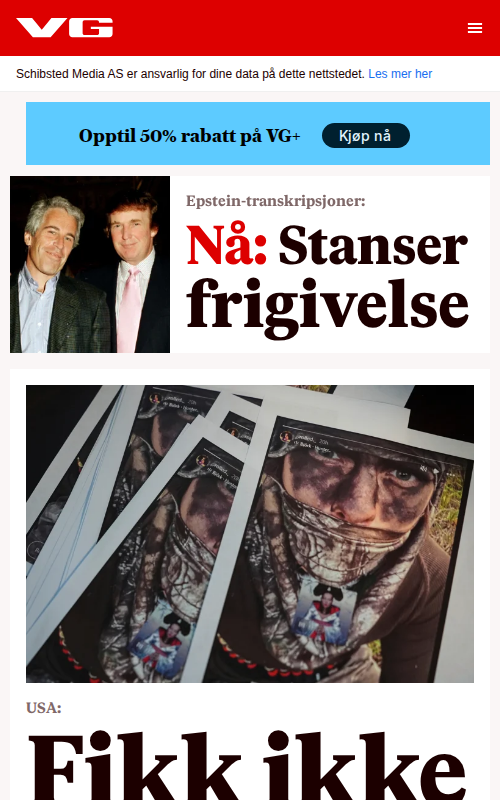 VG
Schibsted Media AS er ansvarlig for dine data på dette nettstedet. Les mer her
Opptil 50% rabatt på VG+
Kjøp nå
Epstein-transkripsjoner:
Nå: Stanser
frigivelse
USA:
Fikk ikke